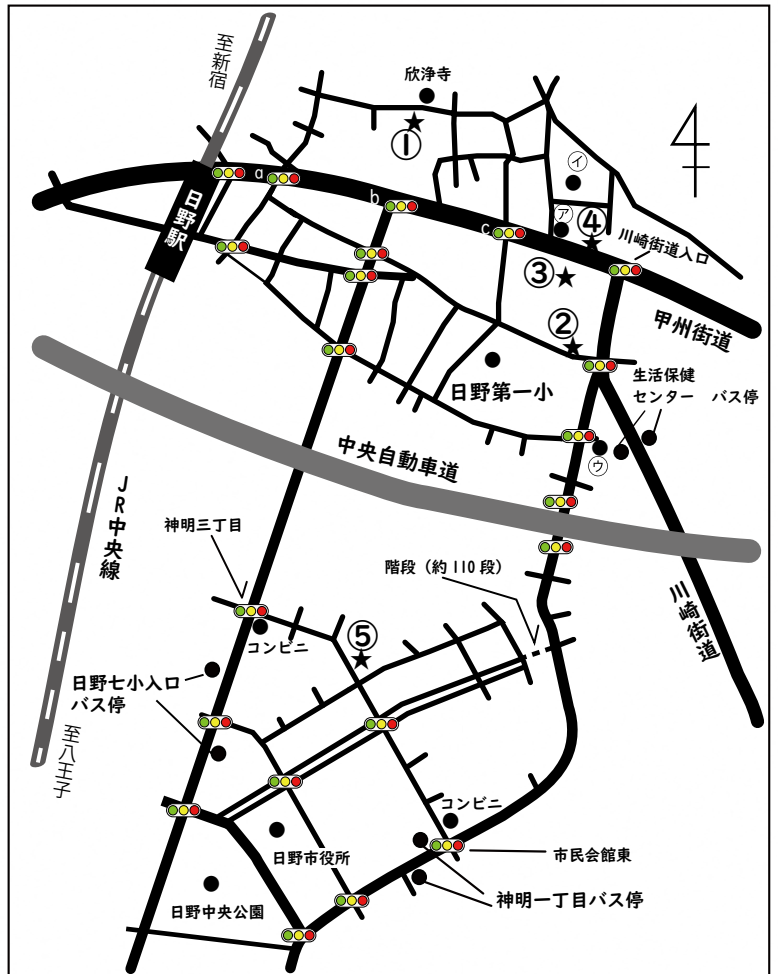 至新宿
欣浄寺
①
a
b
c
㋑
㋐
④
日野駅
川崎街道入口
③
甲州街道
②
生活保健
センター バス停
日野第一小
㋒
中央自動車道
JR中央線
神明三丁目
階段（約110段）
川崎街道
コンビニ
⑤
日野七小入口
バス停
至八王子
コンビニ
日野市役所
市民会館東
日野中央公園
神明一丁目バス停